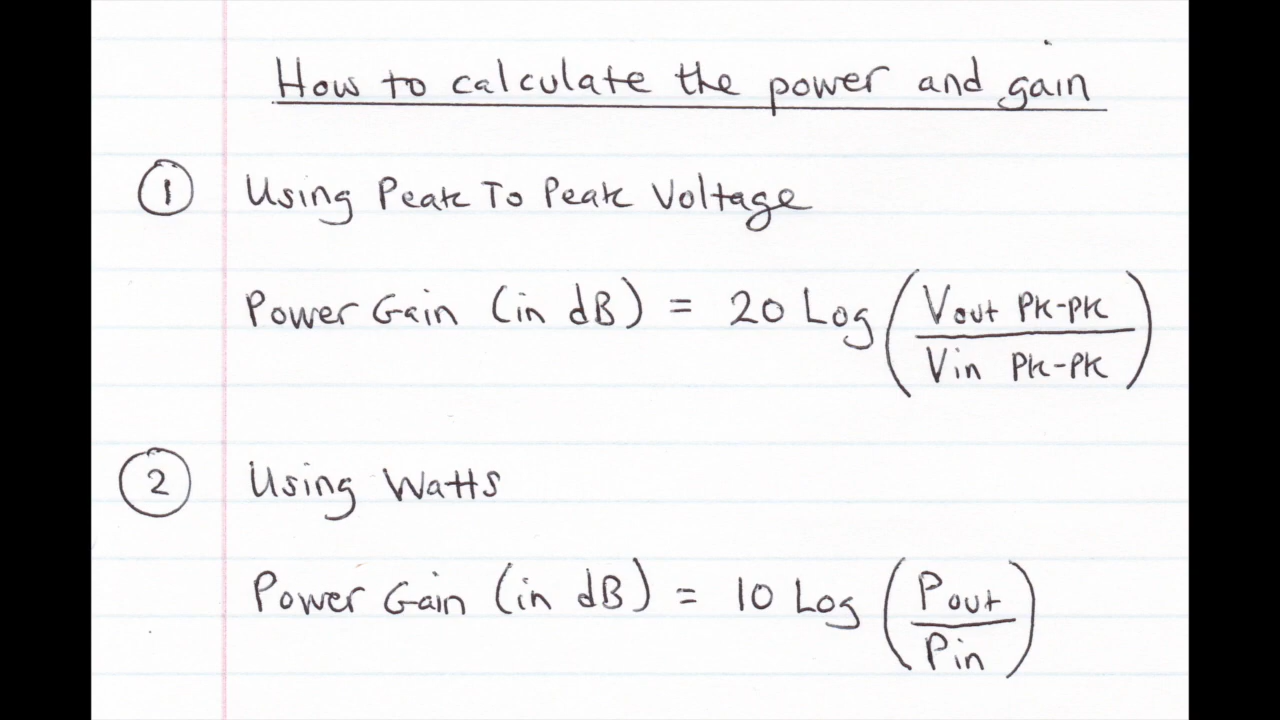 How to calculate the power and gain
1 Using Peak To Peak Voltage
Power Gain (in dB) = 20 Log (Vout Pk-Pk / Vin Pk-Pk)
2 Using Watts
Power Gain (in dB) = 10 Log (Pout / Pin)